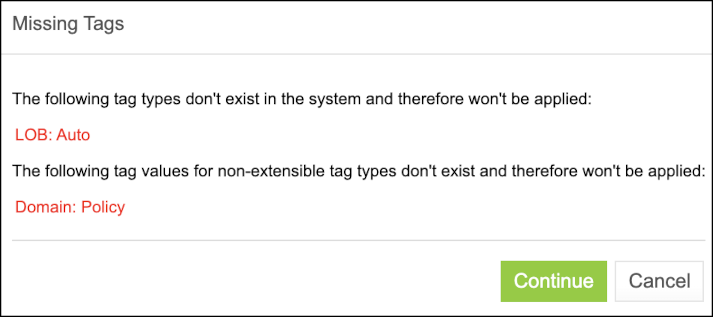 Missing Tags
The following tag types don't exist in the system and therefore won't be applied:
LOB: Auto
The following tag values for non-extensible tag types don't exist and therefore won't be applied:
Domain: Policy
Continue Cancel